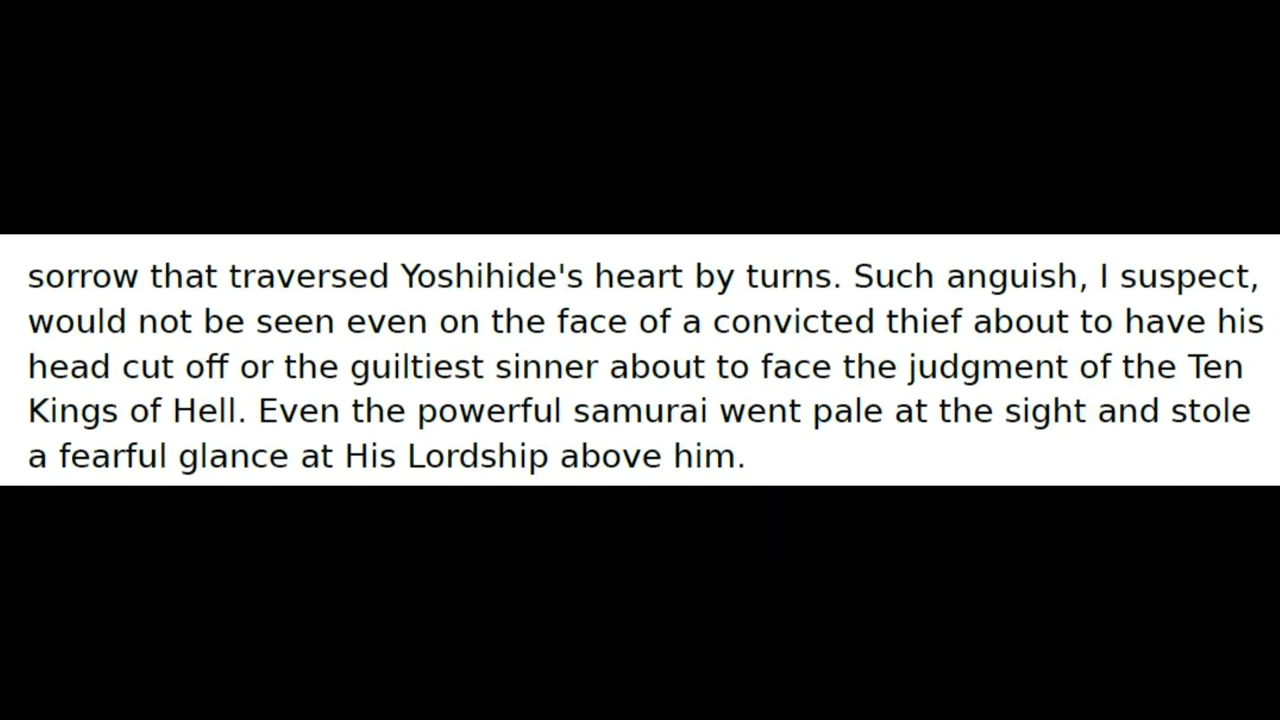 sorrow that traversed Yoshihide's heart by turns. Such anguish, I suspect,
would not be seen even on the face of a convicted thief about to have his
head cut off or the guiltiest sinner about to face the judgment of the Ten
Kings of Hell. Even the powerful samurai went pale at the sight and stole
a fearful glance at His Lordship above him.